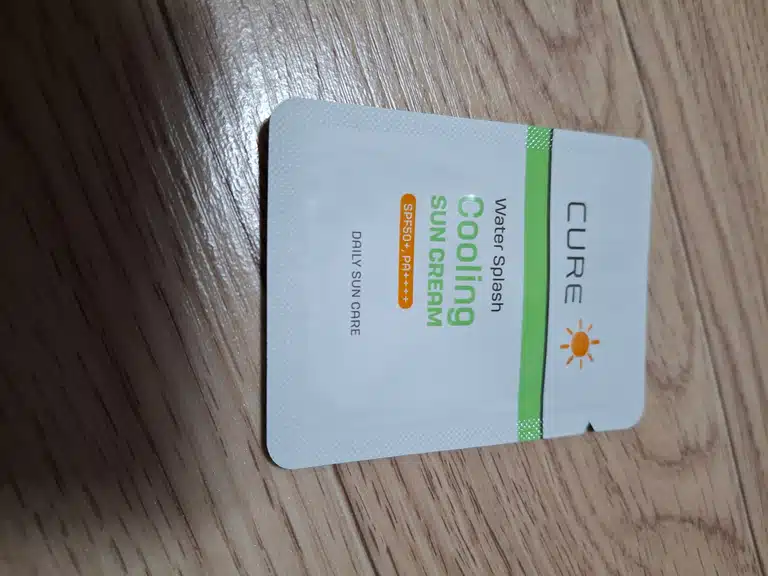 CURE
Water Splash
Cooling
SUN CREAM
SPF50+, PA++++
DAILY SUN CARE